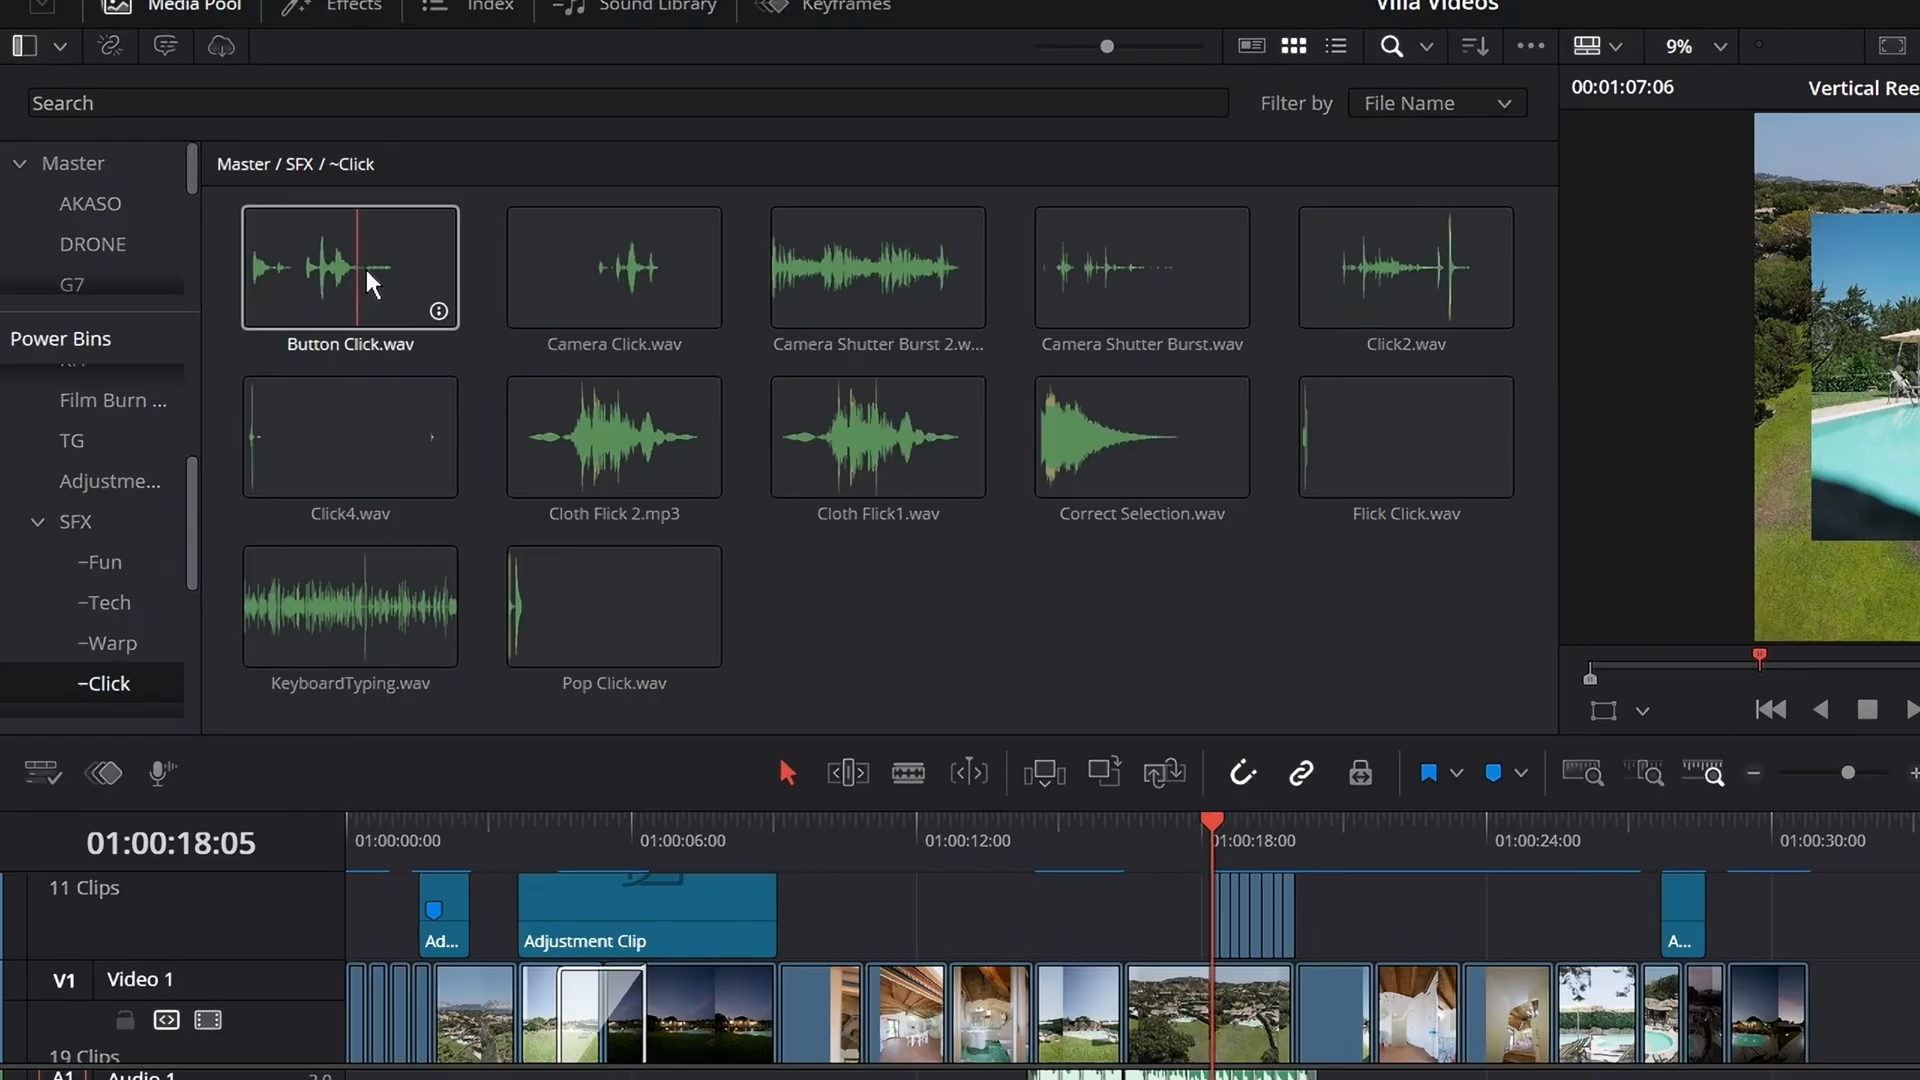 Media Pool
Effects
Index
Sound Library
Keyframes
Villa Videos
9%
Search
Filter by
File Name
00:01:07:06
Vertical Ree
Master
AKASO
DRONE
G7
Power Bins
Film Burn ...
TG
Adjustme...
SFX
~Fun
~Tech
~Warp
~Click
Master / SFX / ~Click
Button Click.wav
Camera Click.wav
Camera Shutter Burst 2.w...
Camera Shutter Burst.wav
Click2.wav
Click4.wav
Cloth Flick 2.mp3
Cloth Flick1.wav
Correct Selection.wav
Flick Click.wav
KeyboardTyping.wav
Pop Click.wav
01:00:18:05
01:00:00:00
01:00:06:00
01:00:12:00
01:00:18:00
01:00:24:00
01:00:30:00
11 Clips
Ad...
Adjustment Clip
A...
V1
Video 1
19 Clips
A1
Audio 1
2.0